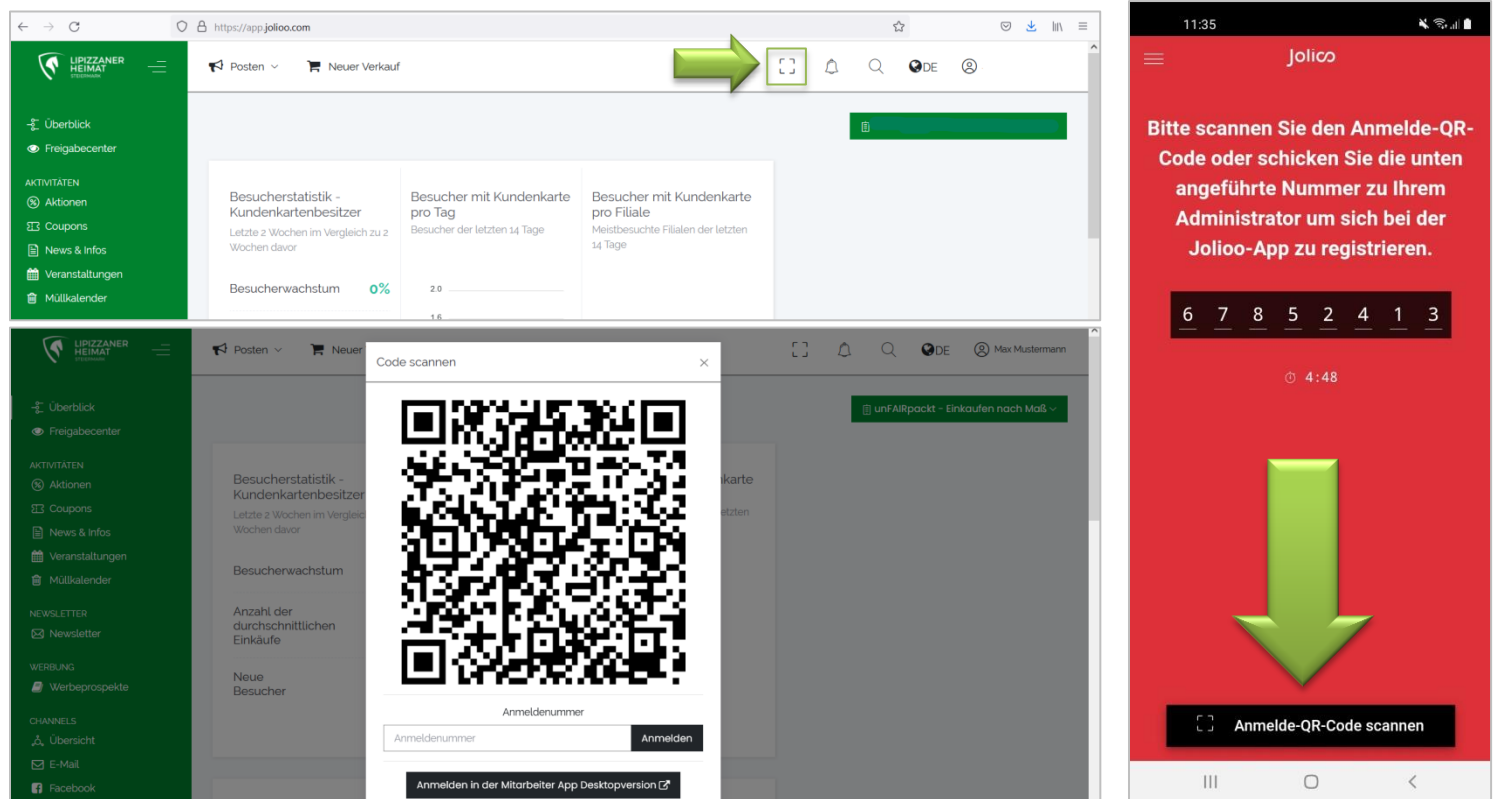 https://app.jolioo.com
LIPIZZANER
HEIMAT
STEIERMARK
Posten
Neuer Verkauf
DE
Überblick
Freigabecenter
AKTIVITÄTEN
Aktionen
Coupons
News & Infos
Veranstaltungen
Müllkalender
Besucherstatistik -
Kundenkartenbesitzer
Letzte 2 Wochen im Vergleich zu 2
Wochen davor
Besucherwachstum 0%
Besucher mit Kundenkarte
pro Tag
Besucher der letzten 14 Tage
2.0
1.6
Besucher mit Kundenkarte
pro Filiale
Meistbesuchte Filialen der letzten
14 Tage
LIPIZZANER
HEIMAT
STEIERMARK
Posten
Neuer
DE
Max Mustermann
unFAIRpackt - Einkaufen nach Maß
Überblick
Freigabecenter
AKTIVITÄTEN
Aktionen
Coupons
News & Infos
Veranstaltungen
Müllkalender
NEWSLETTER
Newsletter
WERBUNG
Werbeprospekte
CHANNELS
Übersicht
E-Mail
Facebook
Besucherstatistik -
Kundenkartenbesitzer
Letzte 2 Wochen im Vergleic
Wochen davor
Besucherwachstum
Anzahl der
durchschnittlichen
Einkäufe
Neue
Besucher
Code scannen
Anmeldenummer
Anmeldenummer
Anmelden
Anmelden in der Mitarbeiter App Desktopversion
karte
etzten
11:35
Jolioo
Bitte scannen Sie den Anmelde-QR-
Code oder schicken Sie die unten
angeführte Nummer zu Ihrem
Administrator um sich bei der
Jolioo-App zu registrieren.
6 7 8 5 2 4 1 3
4:48
Anmelde-QR-Code scannen